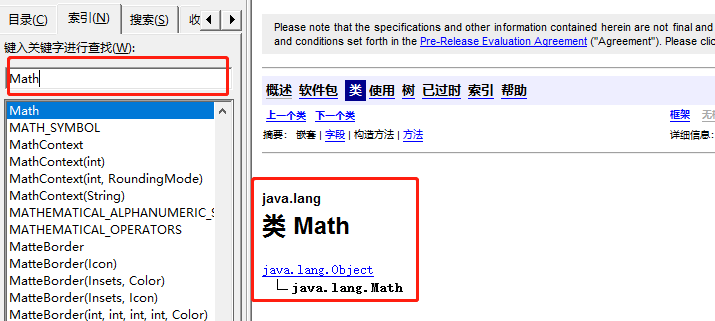 目录(C) 索引(N) 搜索(S) 收
键入关键字进行查找(W):
Math
Math
MATH_SYMBOL
MathContext
MathContext(int)
MathContext(int, RoundingMode)
MathContext(String)
MATHEMATICAL_ALPHANUMERIC_S
MATHEMATICAL_OPERATORS
MatteBorder
MatteBorder(Icon)
MatteBorder(Insets, Color)
MatteBorder(Insets, Icon)
MatteBorder(int, int, int, int, Color)
Please note that the specifications and other information contained herein are not final and
and conditions set forth in the Pre-Release Evaluation Agreement ("Agreement"). Please clic
概述 软件包 类 使用 树 已过时 索引 帮助
上一个类 下一个类 框架 无
摘要: 嵌套 | 字段 | 构造方法 | 方法 详细信息:
java.lang
类 Math
java.lang.Object
java.lang.Math